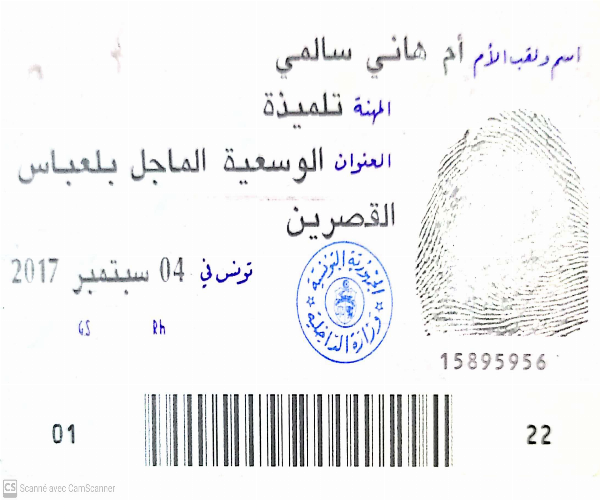 اسم ولقب الأم أم هاني سالمي
المهنة تلميذة
العنوان الوسعية الماجل بلعباس
القصرين
تونس في 04 سبتمبر 2017
GS Rh
الجمهورية التونسية
وزارة الداخلية
15895956
01 22
CS Scanné avec CamScanner